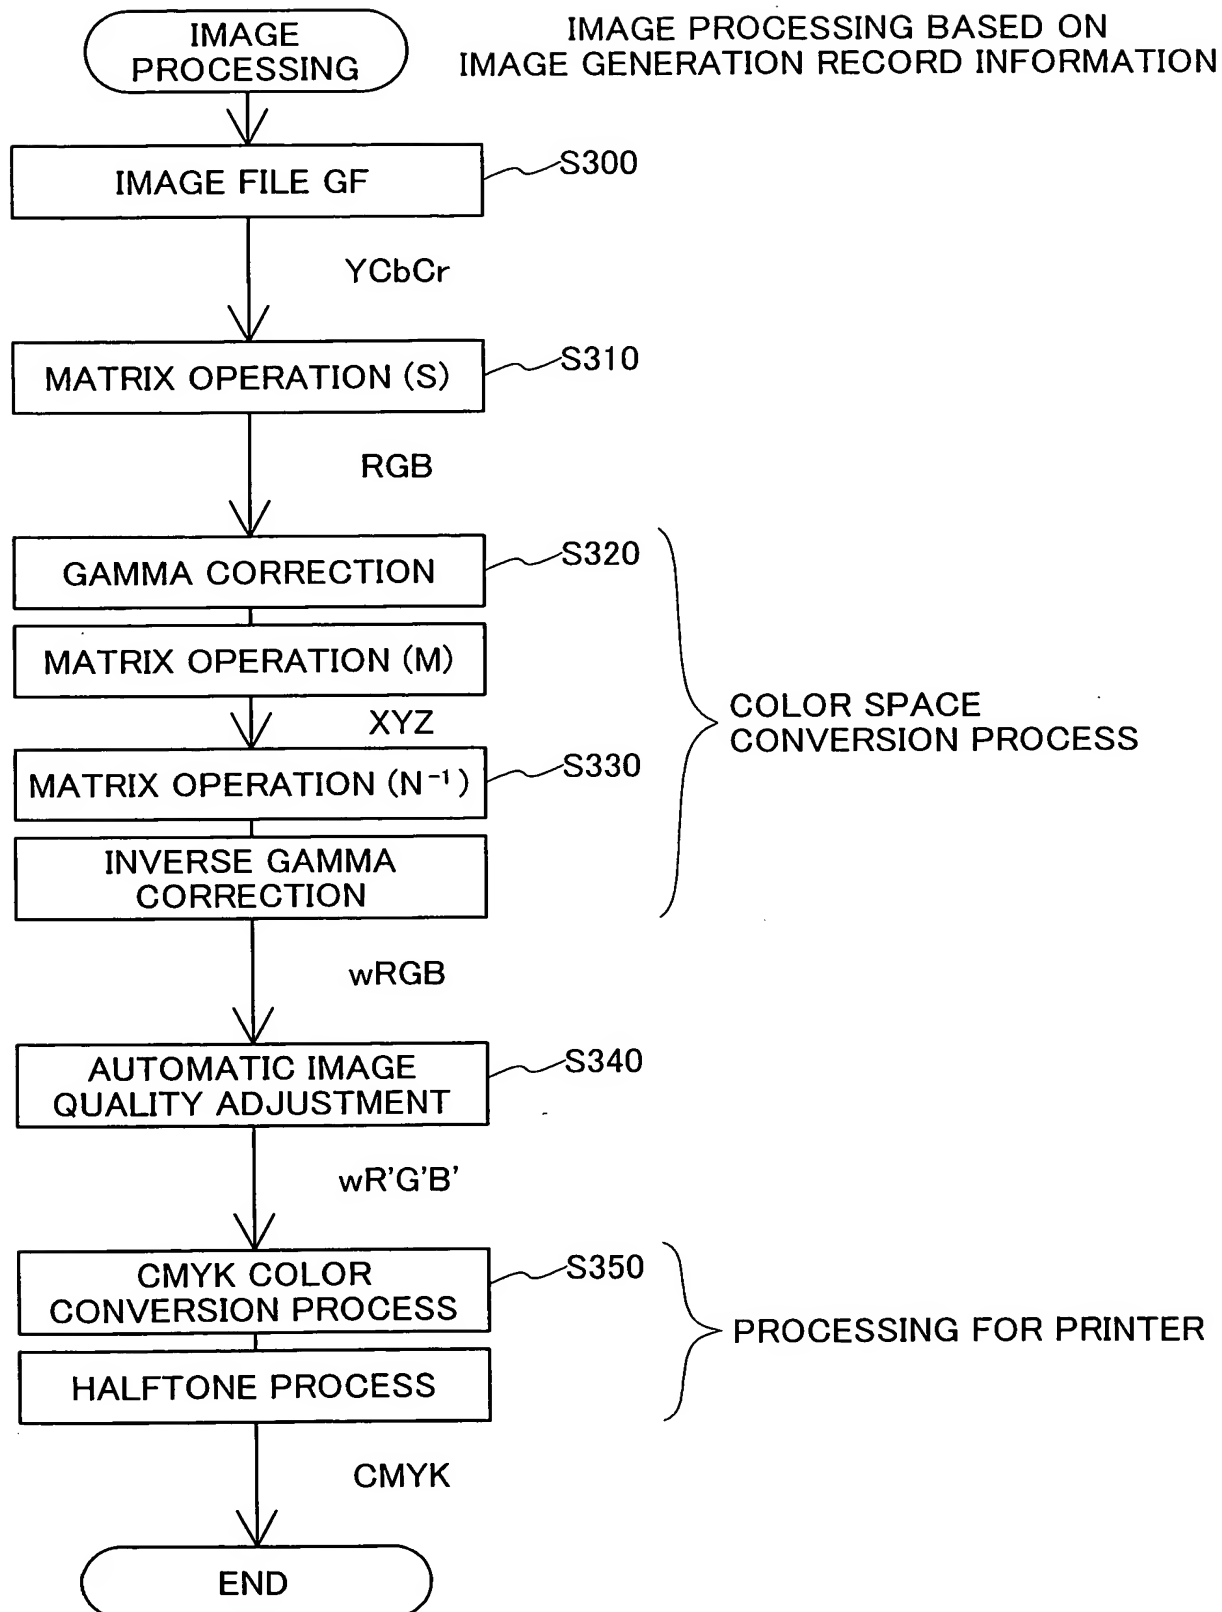 IMAGE
PROCESSING
IMAGE PROCESSING BASED ON
IMAGE GENERATION RECORD INFORMATION
IMAGE FILE GF
S300
YCbCr
MATRIX OPERATION (S)
S310
RGB
GAMMA CORRECTION
S320
MATRIX OPERATION (M)
XYZ
COLOR SPACE
CONVERSION PROCESS
MATRIX OPERATION (N⁻¹)
S330
INVERSE GAMMA
CORRECTION
wRGB
AUTOMATIC IMAGE
QUALITY ADJUSTMENT
S340
wR'G'B'
CMYK COLOR
CONVERSION PROCESS
S350
PROCESSING FOR PRINTER
HALFTONE PROCESS
CMYK
END